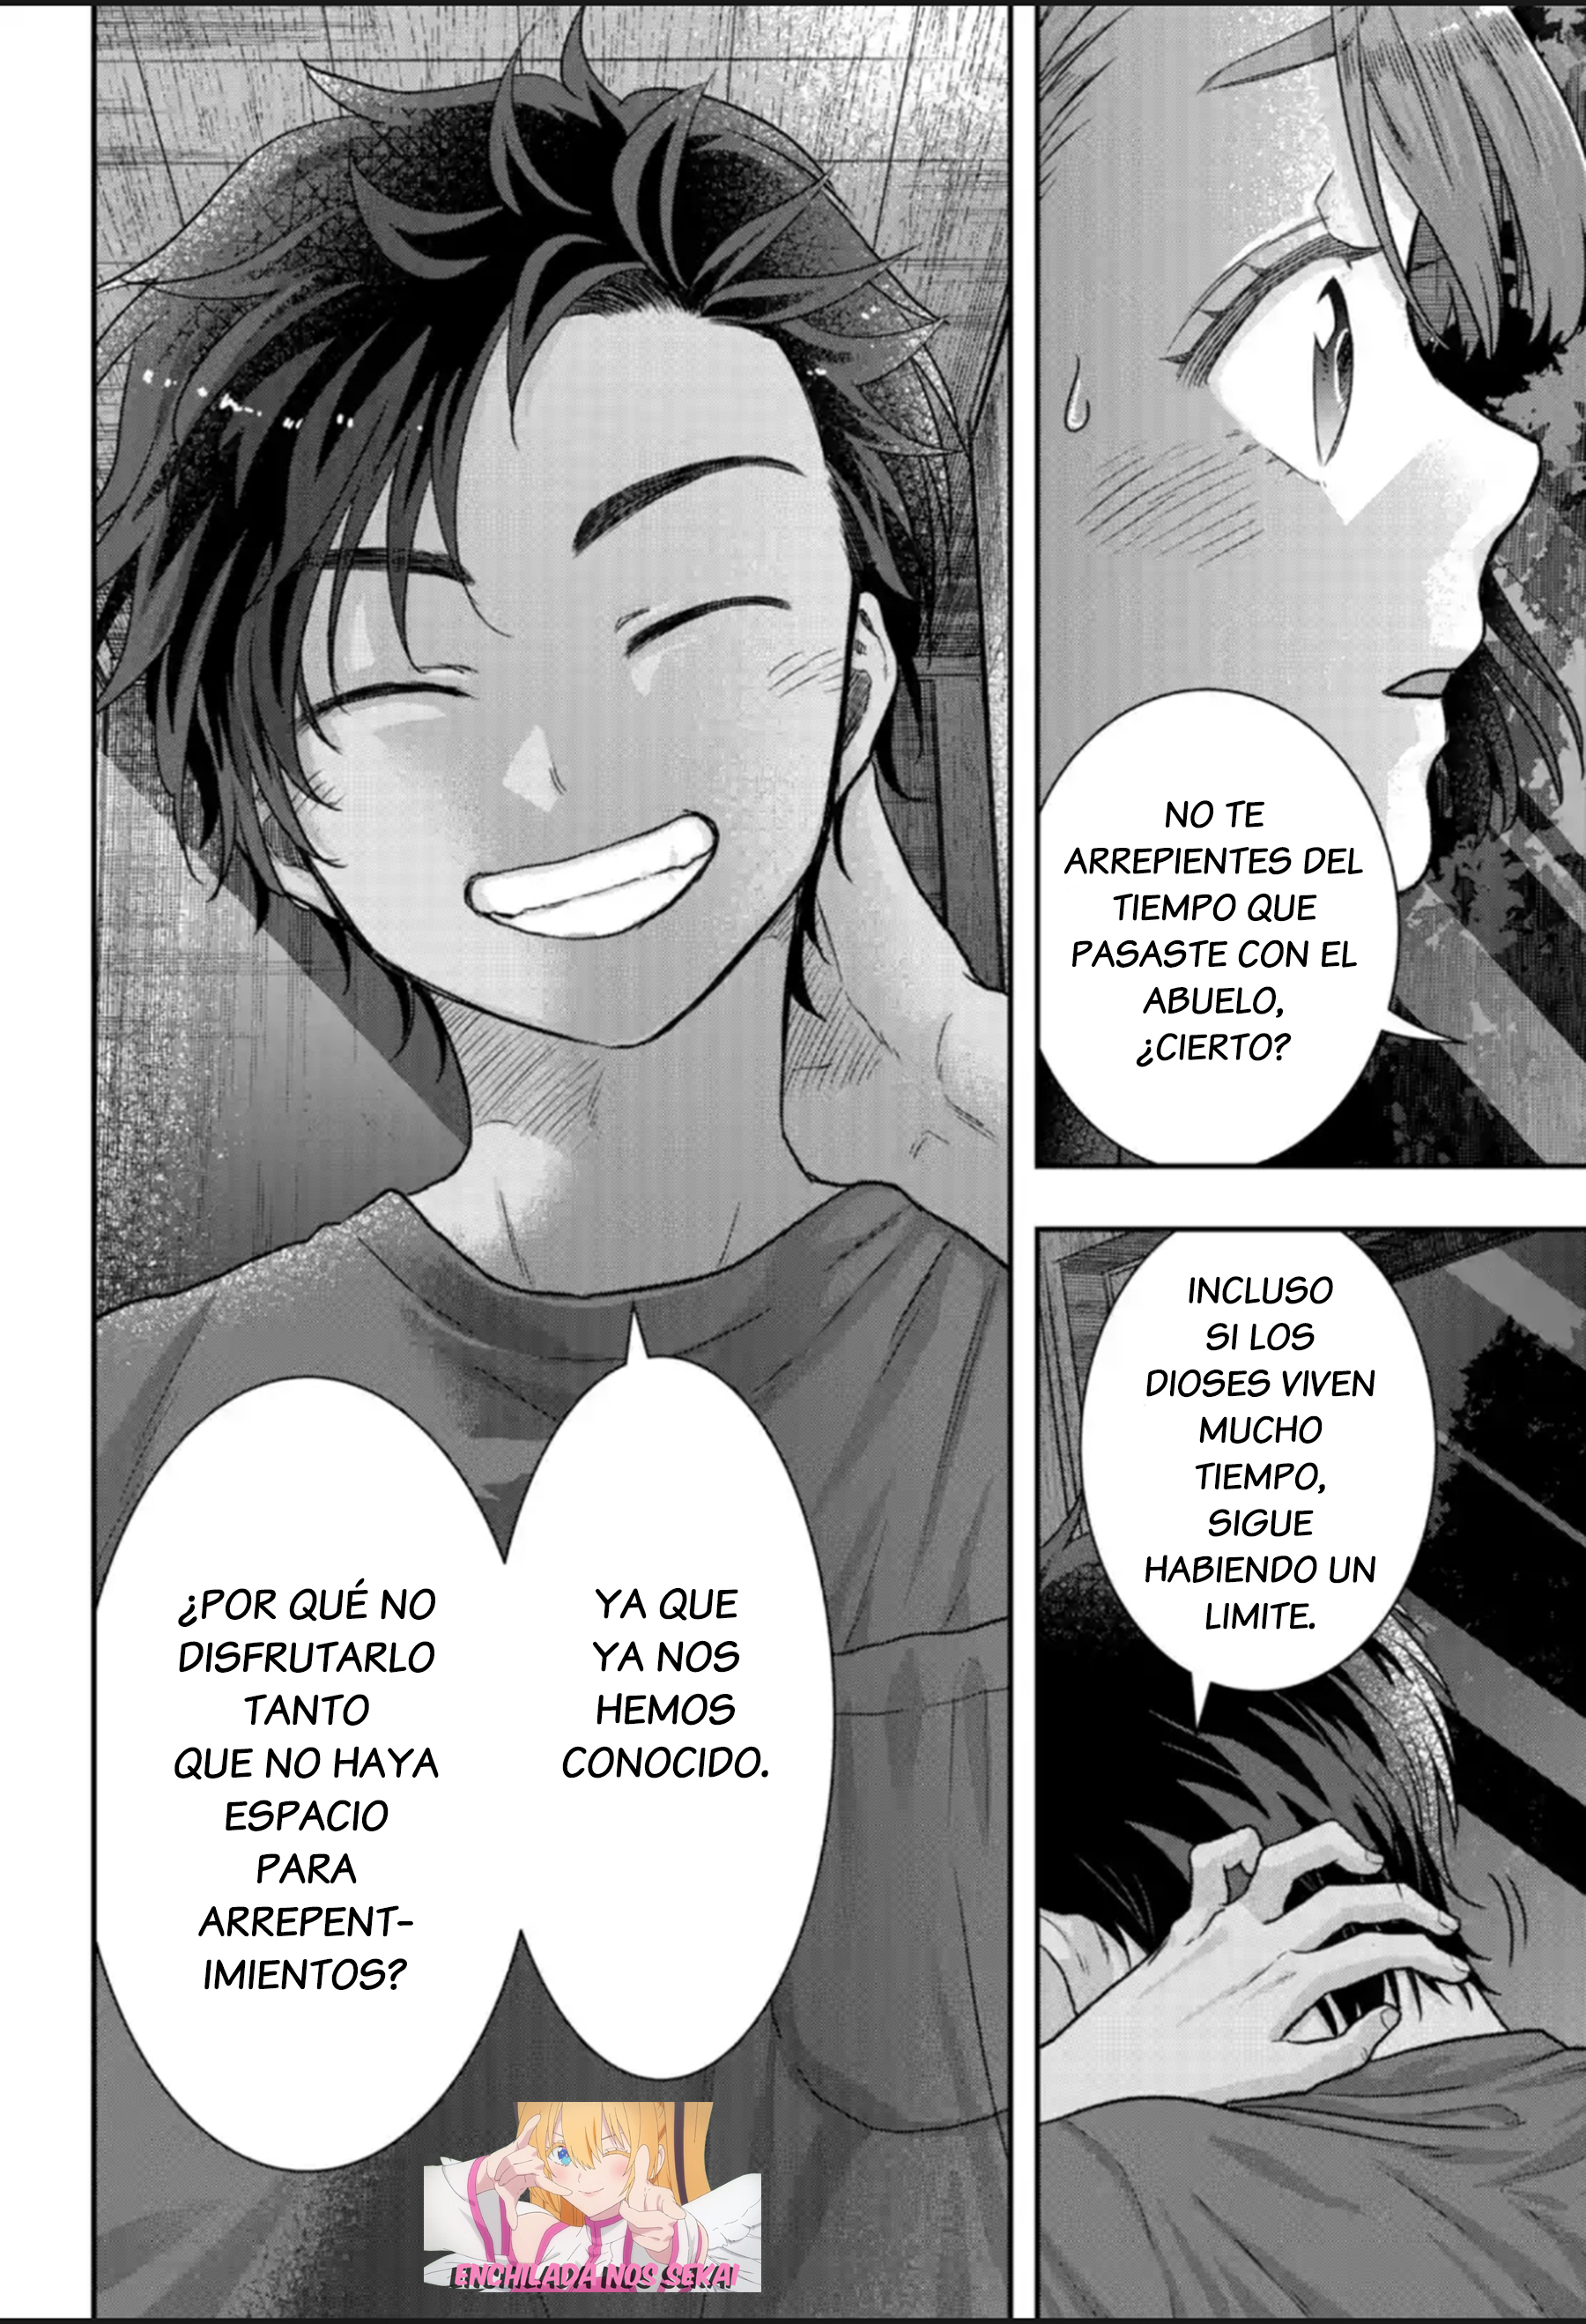 NO TE
ARREPIENTES DEL
TIEMPO QUE
PASASTE CON EL
ABUELO,
¿CIERTO?
INCLUSO
SI LOS
DIOSES VIVEN
MUCHO
TIEMPO,
SIGUE
HABIENDO UN
LIMITE.
YA QUE
YA NOS
HEMOS
CONOCIDO.
¿POR QUÉ NO
DISFRUTARLO
TANTO
QUE NO HAYA
ESPACIO
PARA
ARREPENT-
IMIENTOS?
ENCHILADA NOS SEKAI